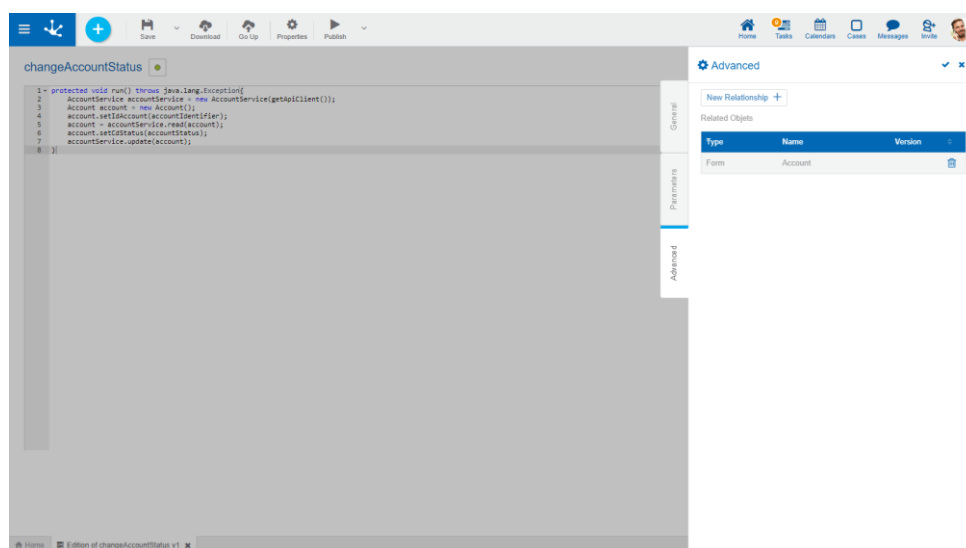 Save Download Go Up Properties Publish Home 6 Tasks Calendars Cases Messages Invite
changeAccountStatus
Advanced
1 protected void run() throws java.lang.Exception{
2 AccountService accountService = new AccountService(getApiClient());
3 Account account = new Account();
4 account.setIdAccount(accountIdentifier);
5 account = accountService.read(account);
6 account.setCdStatus(accountStatus);
7 accountService.update(account);
8 }
General
Parameters
Advanced
New Relationship +
Related Objets
Type Name Version
Form Account
Home Edition of changeAccountStatus v1 x